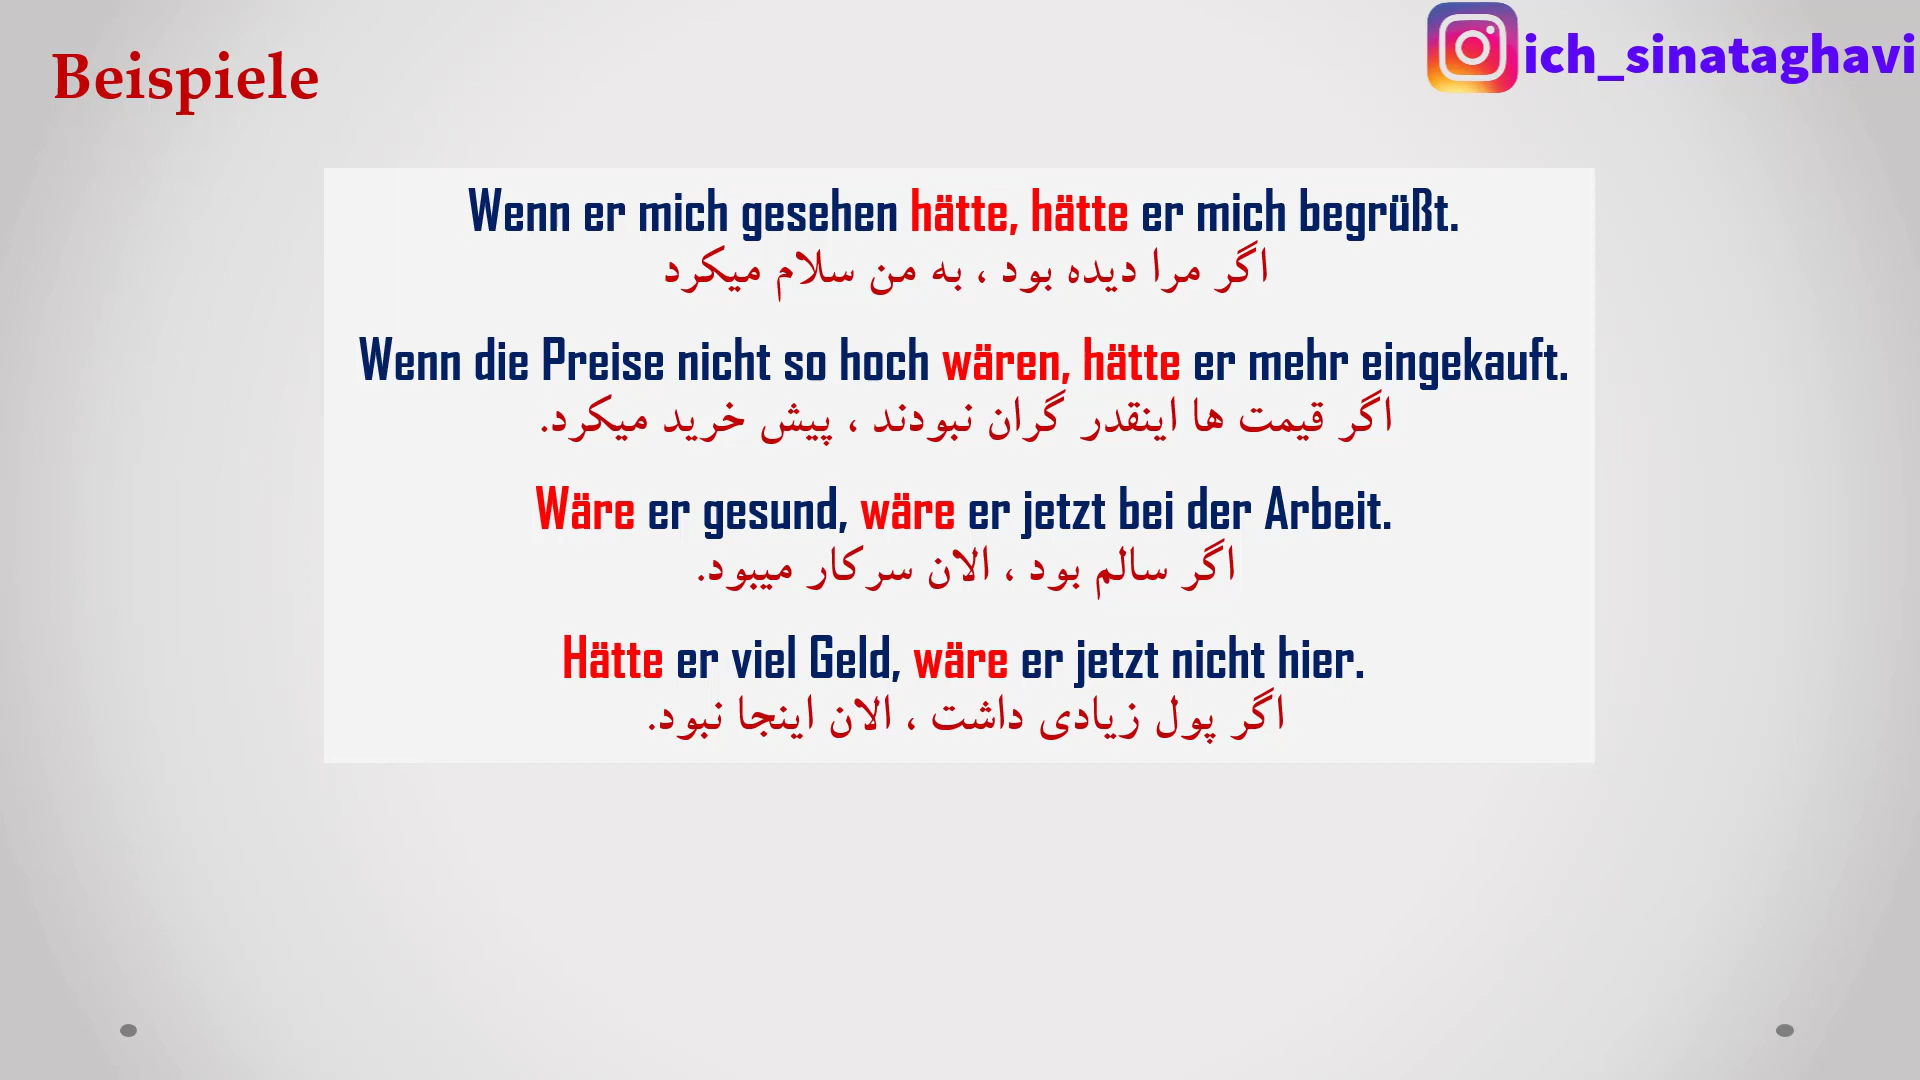 Beispiele
ich_sinataghavi
Wenn er mich gesehen hätte, hätte er mich begrüßt.
اگر مرا دیده بود ، به من سلام میکرد
Wenn die Preise nicht so hoch wären, hätte er mehr eingekauft.
اگر قیمت ها اینقدر گران نبودند ، پیش خرید میکرد.
Wäre er gesund, wäre er jetzt bei der Arbeit.
اگر سالم بود ، الان سرکار میبود.
Hätte er viel Geld, wäre er jetzt nicht hier.
اگر پول زیادی داشت ، الان اینجا نبود.